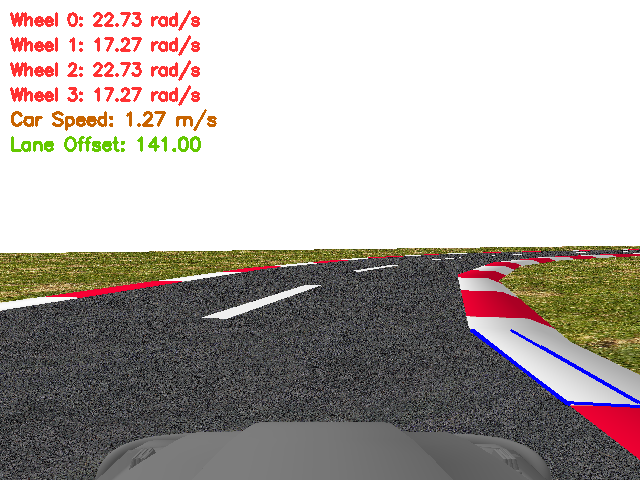 Wheel 0: 22.73 rad/s
Wheel 1: 17.27 rad/s
Wheel 2: 22.73 rad/s
Wheel 3: 17.27 rad/s
Car Speed: 1.27 m/s
Lane Offset: 141.00